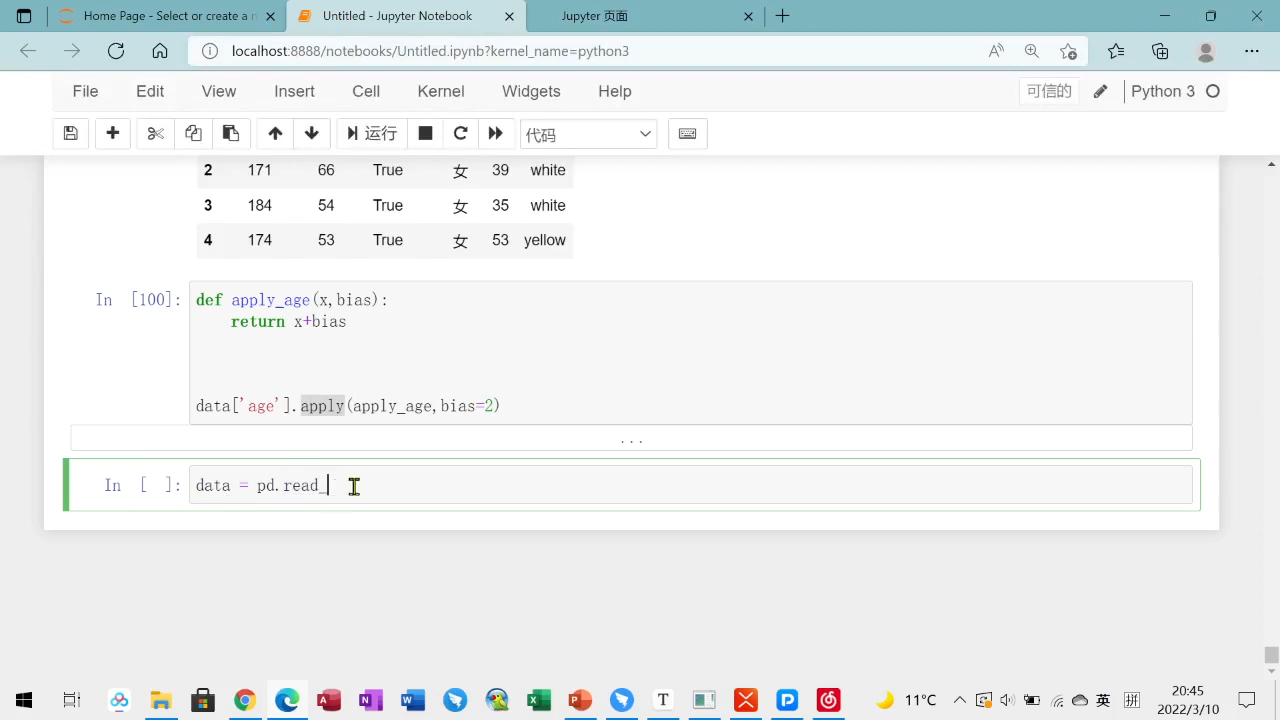 Home Page - Select or create a n
Untitled - Jupyter Notebook
Jupyter 页面
localhost:8888/notebooks/Untitled.ipynb?kernel_name=python3
File Edit View Insert Cell Kernel Widgets Help 可信的 Python 3
运行 代码
2 171 66 True 女 39 white
3 184 54 True 女 35 white
4 174 53 True 女 53 yellow
In [100]: def apply_age(x,bias):
return x+bias
data['age'].apply(apply_age,bias=2)
...
In [ ]: data = pd.read_
11°C 英 拼 20:45
2022/3/10